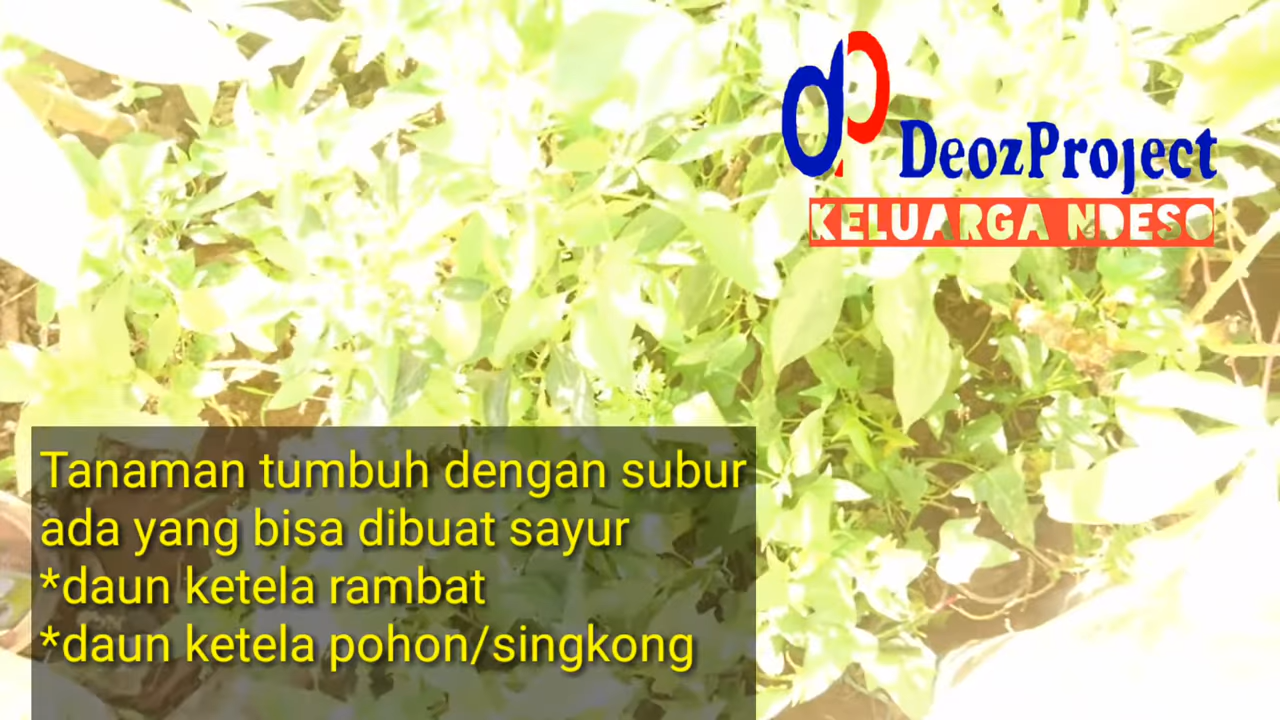 dp DeozProject
KELUARGA NDESO
Tanaman tumbuh dengan subur
ada yang bisa dibuat sayur
*daun ketela rambat
*daun ketela pohon/singkong